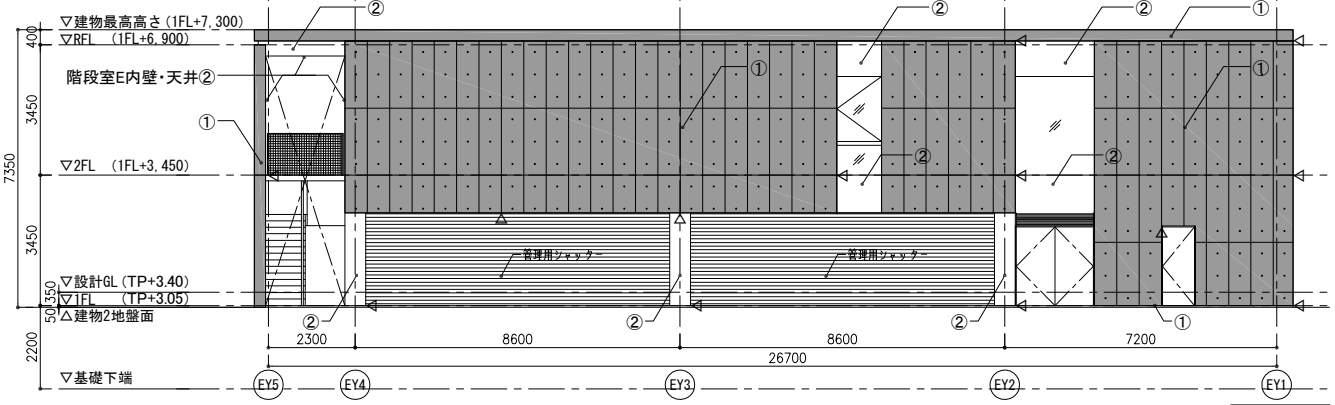 ② ② ② ①
▽建物最高高さ (1FL+7,300)
400
▽RFL (1FL+6,900)
階段室E内壁・天井②
① ①
3450
①
7350
▽2FL (1FL+3,450)
② ②
3450
管理用シャッター 管理用シャッター
▽設計GL (TP+3.40)
350
▽1FL (TP+3.05)
50
△建物2地盤面
② ② ② ①
2300 8600 8600 7200
2200
26700
▽基礎下端
EY5 EY4 EY3 EY2 EY1